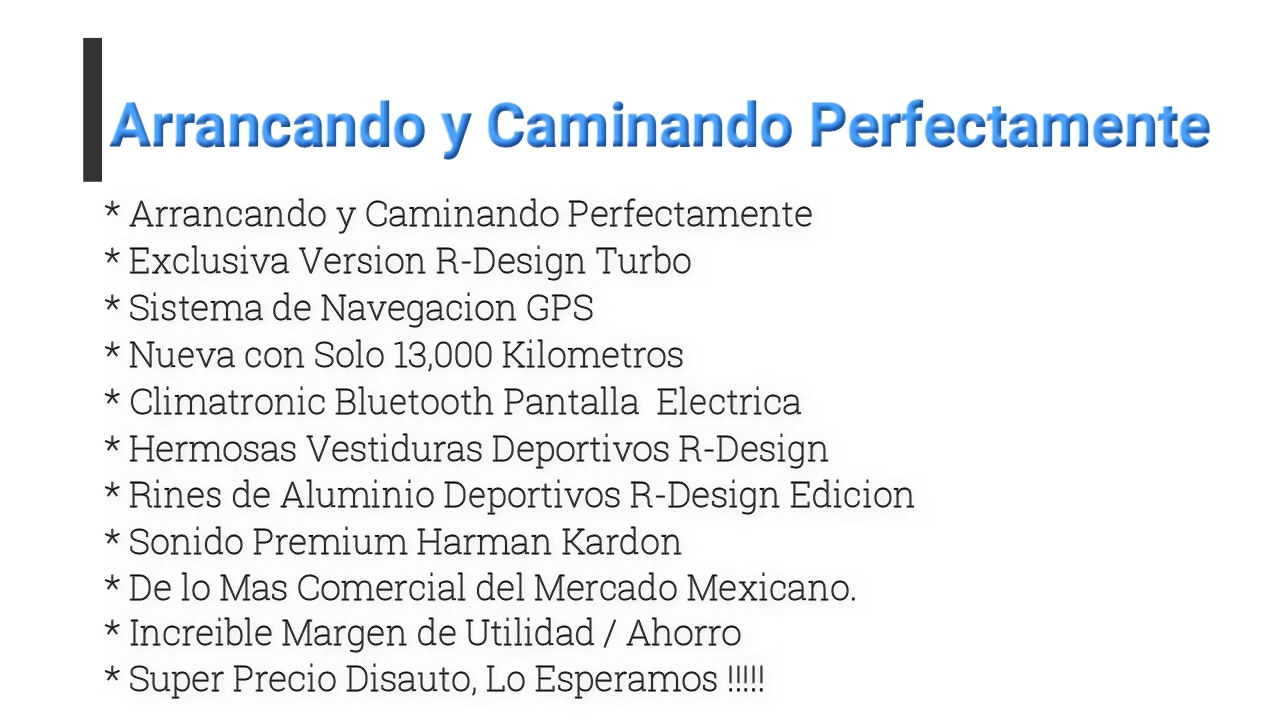 Arrancando y Caminando Perfectamente
* Arrancando y Caminando Perfectamente
* Exclusiva Version R-Design Turbo
* Sistema de Navegacion GPS
* Nueva con Solo 13,000 Kilometros
* Climatronic Bluetooth Pantalla  Electrica
* Hermosas Vestiduras Deportivos R-Design
* Rines de Aluminio Deportivos R-Design Edicion
* Sonido Premium Harman Kardon
* De lo Mas Comercial del Mercado Mexicano.
* Increible Margen de Utilidad / Ahorro
* Super Precio Disauto, Lo Esperamos !!!!!